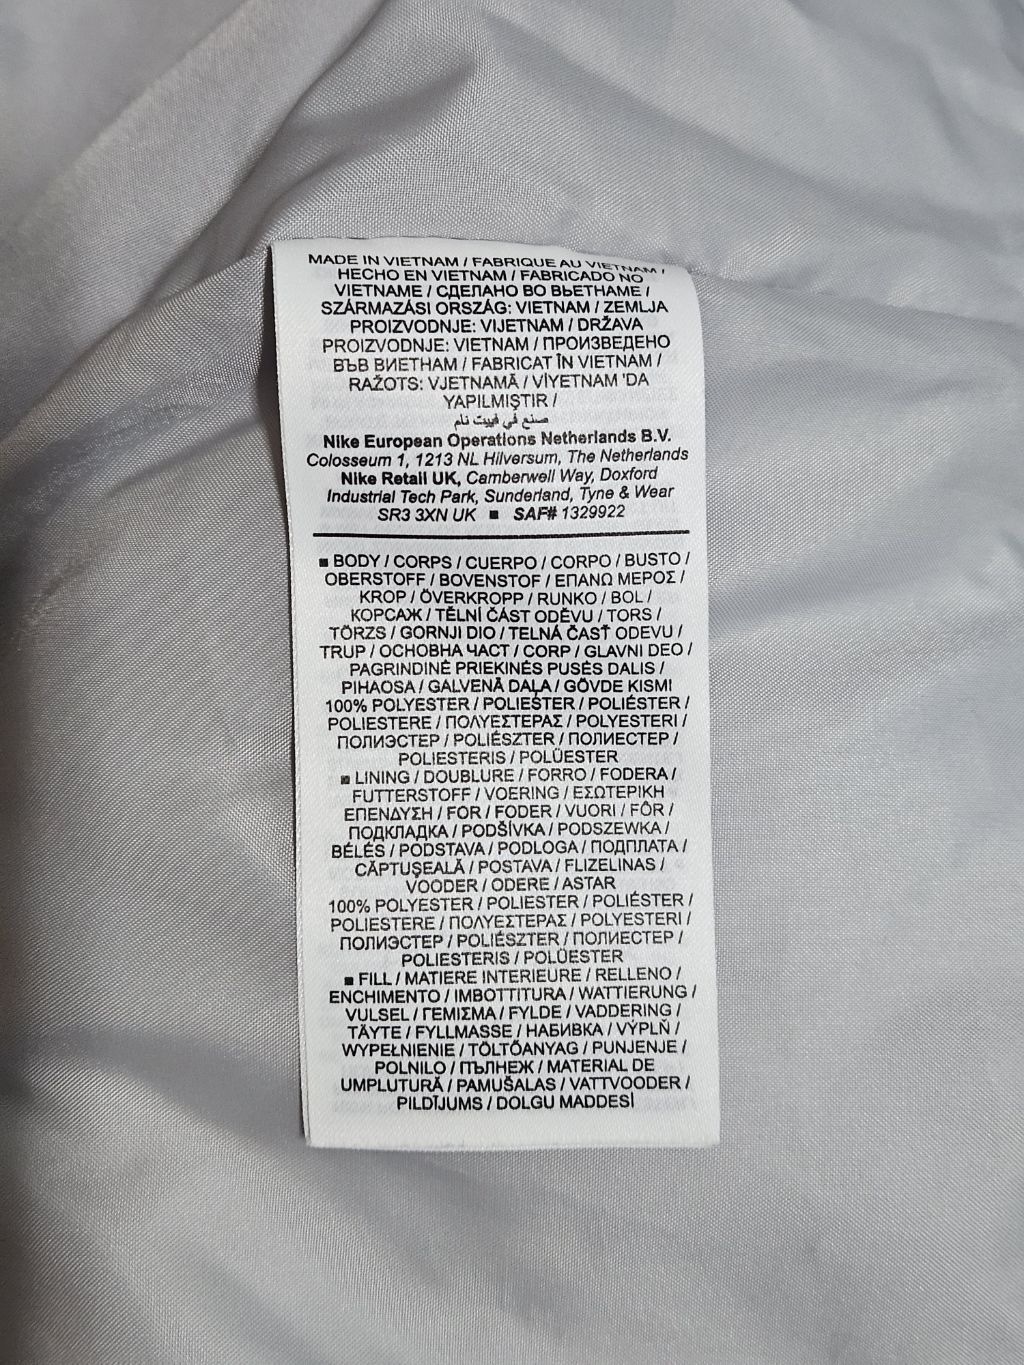 MADE IN VIETNAM / FABRIQUE AU VIETNAM /
HECHO EN VIETNAM / FABRICADO NO
VIETNAME / СДЕЛАНО ВО ВЬЕТНАМЕ /
SZÁRMAZÁSI ORSZÁG: VIETNAM / ZEMLJA
PROIZVODNJE: VIJETNAM / DRŽAVA
PROIZVODNJE: VIETNAM / ПРОИЗВЕДЕНО
ВЪВ ВИЕТНАМ / FABRICAT ÎN VIETNAM /
RAŽOTS: VJETNAMĀ / VİYETNAM 'DA
YAPILMIŞTIR /
صنع في فييت نام
Nike European Operations Netherlands B.V.
Colosseum 1, 1213 NL Hilversum, The Netherlands
Nike Retail UK, Camberwell Way, Doxford
Industrial Tech Park, Sunderland, Tyne & Wear
SR3 3XN UK ■ SAF# 1329922
■ BODY / CORPS / CUERPO / CORPO / BUSTO /
OBERSTOFF / BOVENSTOF / ΕΠΑΝΩ ΜΕΡΟΣ /
KROP / ÖVERKROPP / RUNKO / BOL /
КОРСАЖ / TĚLNÍ ČÁST ODĚVU / TORS /
TÖRZS / GORNJI DIO / TELNÁ ČASŤ ODEVU /
TRUP / ОСНОВНА ЧАСТ / CORP / GLAVNI DEO /
PAGRINDINĖ PRIEKINĖS PUSĖS DALIS /
PIHAOSA / GALVENĀ DAĻA / GÖVDE KISMI
100% POLYESTER / POLIESTER / POLIÉSTER /
POLIESTERE / ΠΟΛΥΕΣΤΕΡΑΣ / POLYESTERI /
ПОЛИЭСТЕР / POLIÉSZTER / ПОЛИЕСТЕР /
POLIESTERIS / POLÜESTER
■ LINING / DOUBLURE / FORRO / FODERA /
FUTTERSTOFF / VOERING / ΕΣΩΤΕΡΙΚΗ
ΕΠΕΝΔΥΣΗ / FOR / FODER / VUORI / FÔR /
ПОДКЛАДКА / PODŠÍVKA / PODSZEWKA /
BÉLÉS / PODSTAVA / PODLOGA / ПОДПЛАТА /
CĂPTUŞEALĂ / POSTAVA / FLIZELINAS /
VOODER / ODERE / ASTAR
100% POLYESTER / POLIESTER / POLIÉSTER /
POLIESTERE / ΠΟΛΥΕΣΤΕΡΑΣ / POLYESTERI /
ПОЛИЭСТЕР / POLIÉSZTER / ПОЛИЕСТЕР /
POLIESTERIS / POLÜESTER
■ FILL / MATIERE INTERIEURE / RELLENO /
ENCHIMENTO / IMBOTTITURA / WATTIERUNG /
VULSEL / ΓΕΜΙΣΜΑ / FYLDE / VADDERING /
TÄYTE / FYLLMASSE / НАБИВКА / VÝPLŇ /
WYPEŁNIENIE / TÖLTŐANYAG / PUNJENJE /
POLNILO / ПЪЛНЕЖ / MATERIAL DE
UMPLUTURĂ / PAMUŠALAS / VATTVOODER /
PILDĪJUMS / DOLGU MADDESİ